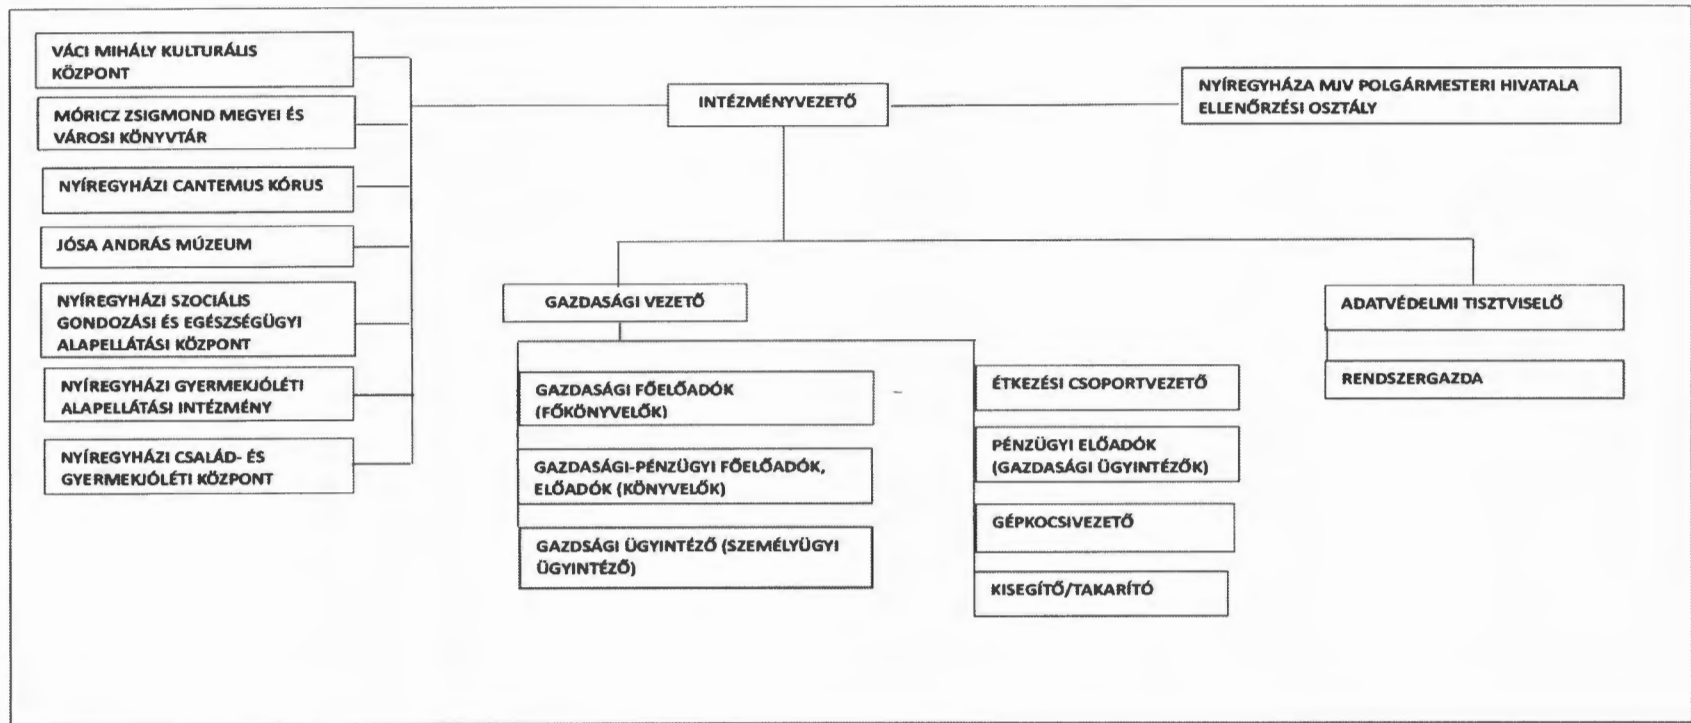 VÁCI MIHÁLY KULTURÁLIS
KÖZPONT
MÓRICZ ZSIGMOND MEGYEI ÉS
VÁROSI KÖNYVTÁR
NYÍREGYHÁZI CANTEMUS KÓRUS
JÓSA ANDRÁS MÚZEUM
NYÍREGYHÁZI SZOCIÁLIS
GONDOZÁSI ÉS EGÉSZSÉGÜGYI
ALAPELLÁTÁSI KÖZPONT
NYÍREGYHÁZI GYERMEKJÓLÉTI
ALAPELLÁTÁSI INTÉZMÉNY
NYÍREGYHÁZI CSALÁD- ÉS
GYERMEKJÓLÉTI KÖZPONT
INTÉZMÉNYVEZETŐ
NYÍREGYHÁZA MJV POLGÁRMESTERI HIVATALA
ELLENŐRZÉSI OSZTÁLY
GAZDASÁGI VEZETŐ
GAZDASÁGI FŐELŐADÓK
(FŐKÖNYVELŐK)
GAZDASÁGI-PÉNZÜGYI FŐELŐADÓK,
ELŐADÓK (KÖNYVELŐK)
GAZDSÁGI ÜGYINTÉZŐ (SZEMÉLYÜGYI
ÜGYINTÉZŐ)
ÉTKEZÉSI CSOPORTVEZETŐ
PÉNZÜGYI ELŐADÓK
(GAZDASÁGI ÜGYINTÉZŐK)
GÉPKOCSIVEZETŐ
KISEGÍTŐ/TAKARÍTÓ
ADATVÉDELMI TISZTVISELŐ
RENDSZERGAZDA